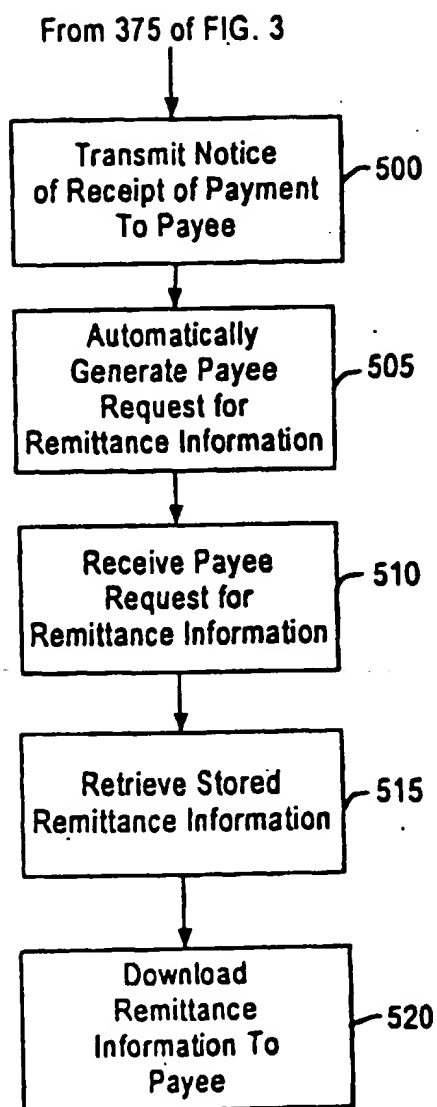 From 375 of FIG. 3
Transmit Notice
of Receipt of Payment
To Payee
500
Automatically
Generate Payee
Request for
Remittance Information
505
Receive Payee
Request for
Remittance Information
510
Retrieve Stored
Remittance Information
515
Download
Remittance
Information To
Payee
520